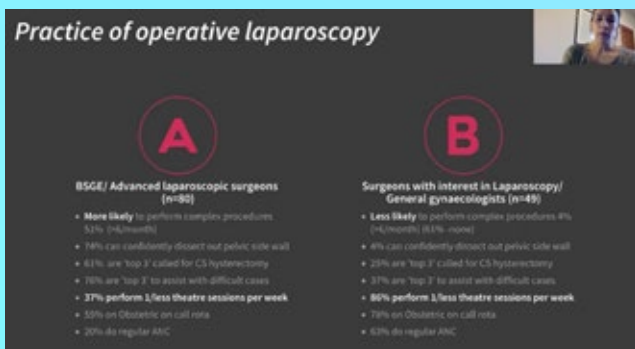 Practice of operative laparoscopy
A
BSGE/ Advanced laparoscopic surgeons
(n=80)
• More likely to perform complex procedures
51% (>6/month)
• 74% can confidently dissect out pelvic side wall
• 61% are 'top 3' called for CS hysterectomy
• 76% are 'top 3' to assist with difficult cases
• 37% perform 1/less theatre sessions per week
• 55% on Obstetric on call rota
• 20% do regular ANC
B
Surgeons with interest in Laparoscopy/
General gynaecologists (n=49)
• Less likely to perform complex procedures 4%
(>6/month) (61% -none)
• 4% can confidently dissect out pelvic side wall
• 25% are 'top 3' called for CS hysterectomy
• 37% are 'top 3' to assist with difficult cases
• 86% perform 1/less theatre sessions per week
• 78% on Obstetric on call rota
• 63% do regular ANC